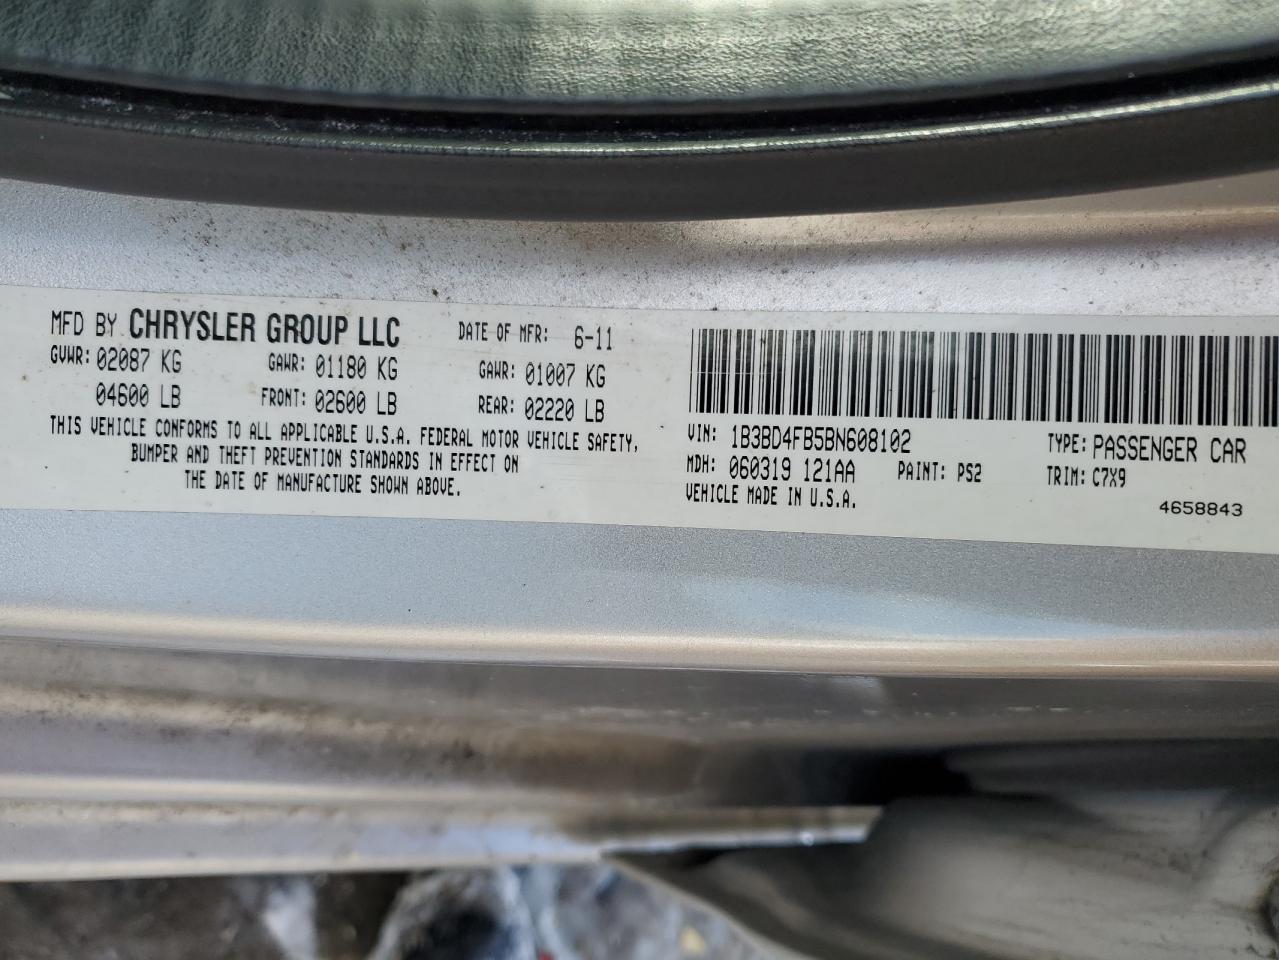 MFD BY CHRYSLER GROUP LLC DATE OF MFR: 6-11
GVWR: 02087 KG GAWR: 01180 KG GAWR: 01007 KG
04600 LB FRONT: 02600 LB REAR: 02220 LB
THIS VEHICLE CONFORMS TO ALL APPLICABLE U.S.A. FEDERAL MOTOR VEHICLE SAFETY,
BUMPER AND THEFT PREVENTION STANDARDS IN EFFECT ON
THE DATE OF MANUFACTURE SHOWN ABOVE.
VIN: 1B3BD4FB5BN608102 TYPE: PASSENGER CAR
MDH: 060319 121AA PAINT: PS2 TRIM: C7X9
VEHICLE MADE IN U.S.A.
4658843